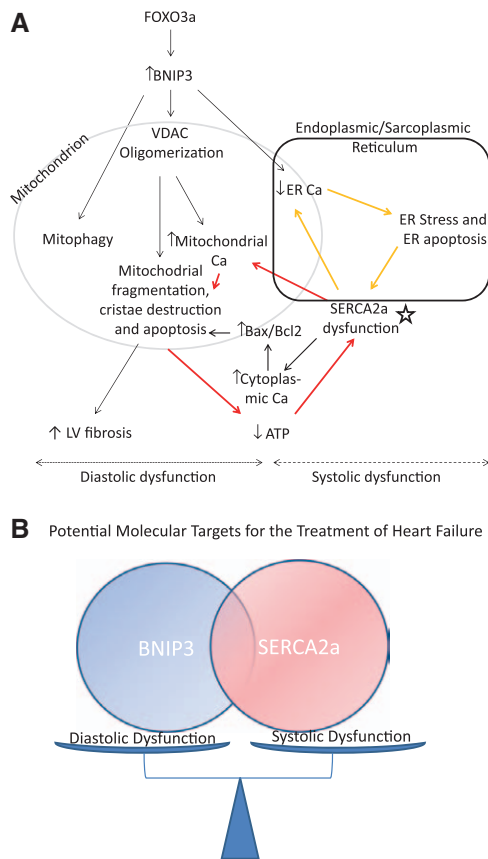 A
FOXO3a
↑BNIP3
VDAC
Oligomerization
Mitochondrion
Endoplasmic/Sarcoplasmic
Reticulum
↓ER Ca
ER Stress and
ER apoptosis
Mitophagy
↑Mitochondrial
Ca
Mitochodrial
fragmentation,
cristae destruction
and apoptosis
SERCA2a
dysfunction
↑Bax/Bcl2
↑Cytoplas-
mic Ca
↑ LV fibrosis
↓ ATP
Diastolic dysfunction
Systolic dysfunction
B
Potential Molecular Targets for the Treatment of Heart Failure
BNIP3
SERCA2a
Diastolic Dysfunction
Systolic Dysfunction